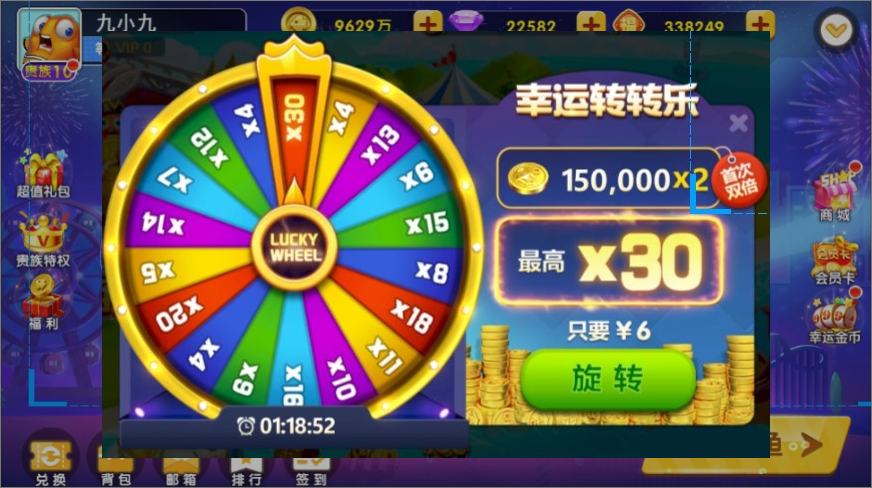 九小九
VIP 0
贵族16
9629万
22582
338249
幸运转转乐
150,000x2
首次
双倍
最高 x30
只要 ¥6
旋转
LUCKY
WHEEL
x30
x4
x13
x6
x15
x8
x18
x11
x10
x16
x9
x4
x20
x5
x14
x7
x12
x4
01:18:52
超值礼包
贵族特权
福利
商城
会员卡
会员卡
幸运金币
兑换
背包
邮箱
排行
签到